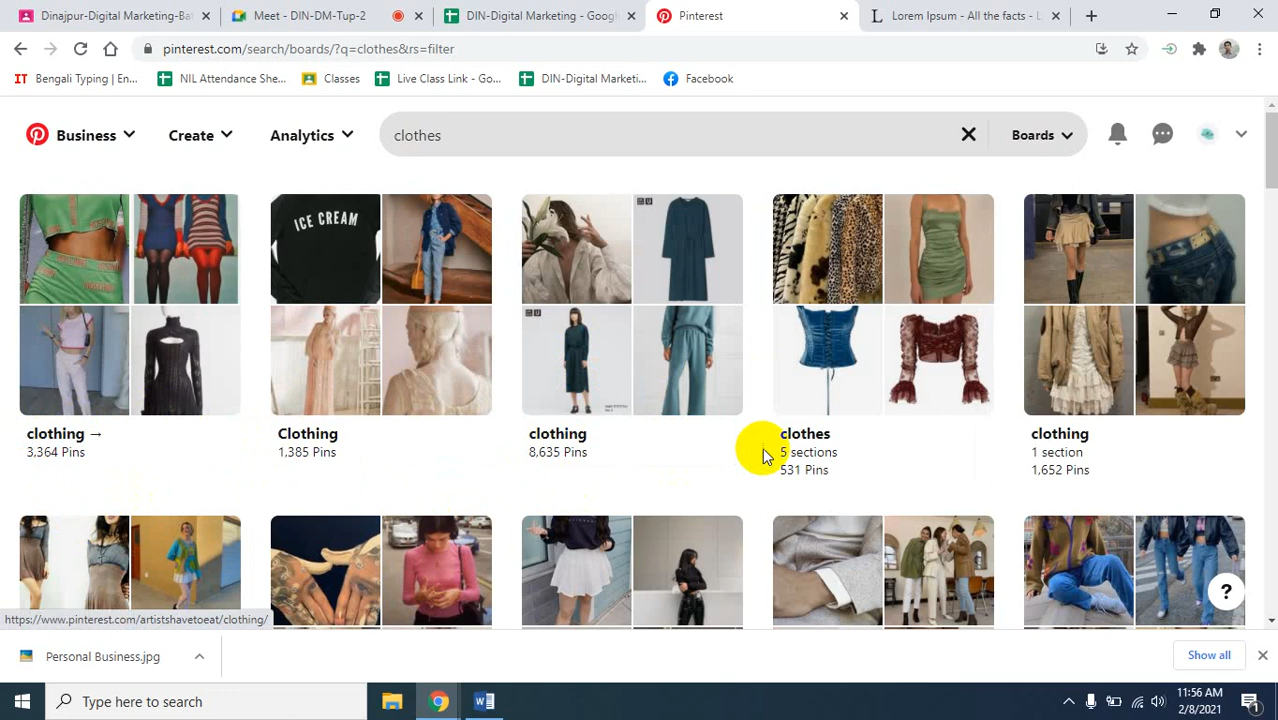 Dinajpur-Digital Marketing-Bat
Meet - DIN-DM-Tup-2
DIN-Digital Marketing - Google
Pinterest
Lorem Ipsum - All the facts - L
pinterest.com/search/boards/?q=clothes&rs=filter
IT Bengali Typing | En...
NIL Attendance She...
Classes
Live Class Link - Go...
DIN-Digital Marketi...
Facebook
Business
Create
Analytics
clothes
Boards
ICE CREAM
clothing →
3,364 Pins
Clothing
1,385 Pins
clothing
8,635 Pins
clothes
5 sections
531 Pins
clothing
1 section
1,652 Pins
?
https://www.pinterest.com/artistshavetoeat/clothing/
Personal Business.jpg
Show all
Type here to search
11:56 AM
2/8/2021
1